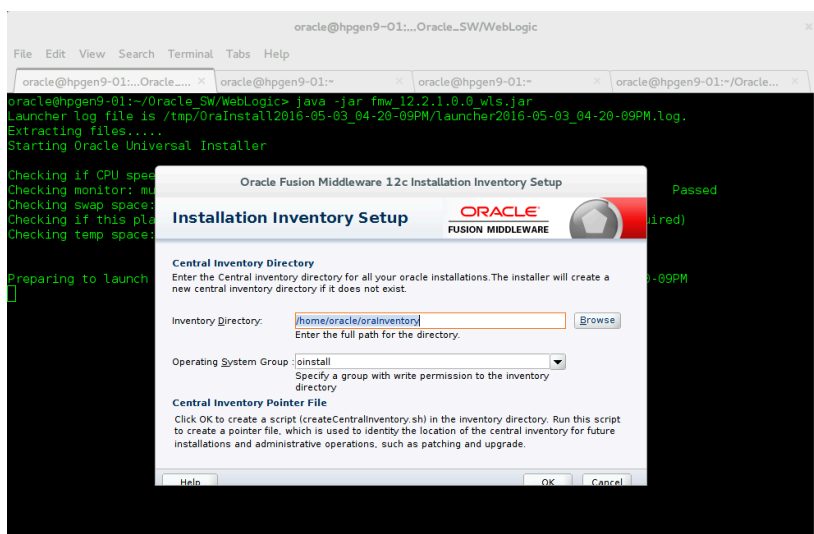 oracle@hpgen9-01:...Oracle_SW/WebLogic
File Edit View Search Terminal Tabs Help
oracle@hpgen9-01:...Oracle_... × oracle@hpgen9-01:~ × oracle@hpgen9-01:~ × oracle@hpgen9-01:~/Oracle... ×
oracle@hpgen9-01:~/Oracle_SW/WebLogic> java -jar fmw_12.2.1.0.0_wls.jar
Launcher log file is /tmp/OraInstall2016-05-03_04-20-09PM/launcher2016-05-03_04-20-09PM.log.
Extracting files.....
Starting Oracle Universal Installer
Checking if CPU spee
Checking monitor: mu Passed
Checking swap space:
Checking if this pla uired)
Checking temp space:
Preparing to launch 0-09PM
Oracle Fusion Middleware 12c Installation Inventory Setup
Installation Inventory Setup
ORACLE
FUSION MIDDLEWARE
Central Inventory Directory
Enter the Central inventory directory for all your oracle installations.The installer will create a
new central inventory directory if it does not exist.
Inventory Directory: /home/oracle/oraInventory Browse
Enter the full path for the directory.
Operating System Group : oinstall
Specify a group with write permission to the inventory
directory
Central Inventory Pointer File
Click OK to create a script (createCentralInventory.sh) in the inventory directory. Run this script
to create a pointer file, which is used to identity the location of the central inventory for future
installations and administrative operations, such as patching and upgrade.
Help OK Cancel